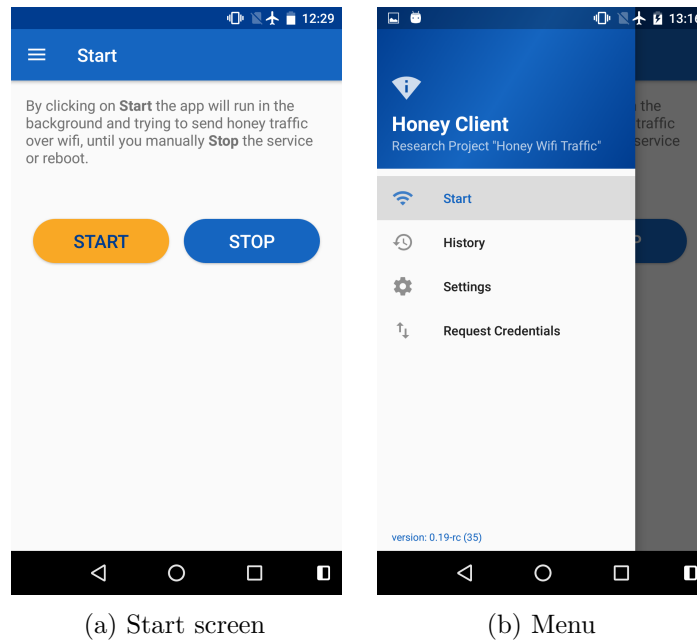 12:29
Start
By clicking on Start the app will run in the
background and trying to send honey traffic
over wifi, until you manually Stop the service
or reboot.
START
STOP
(a) Start screen
13:16
Honey Client
Research Project "Honey Wifi Traffic"
the
traffic
service
Start
History
P
Settings
Request Credentials
version: 0.19-rc (35)
(b) Menu